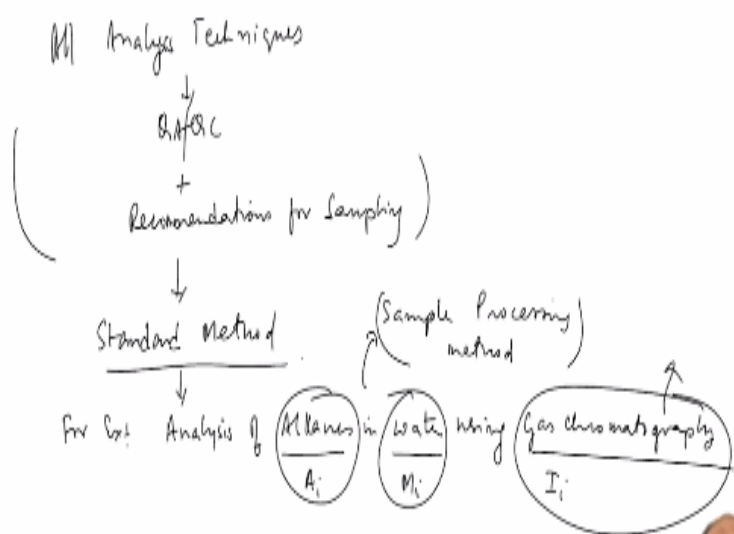 All Analysis Techniques
QA/QC
+
Recommendations for Sampling
Standard Method
(Sample Processing
method)
For Ex: Analysis of Alkanes in water using Gas chromatography
Ai Mi Ii